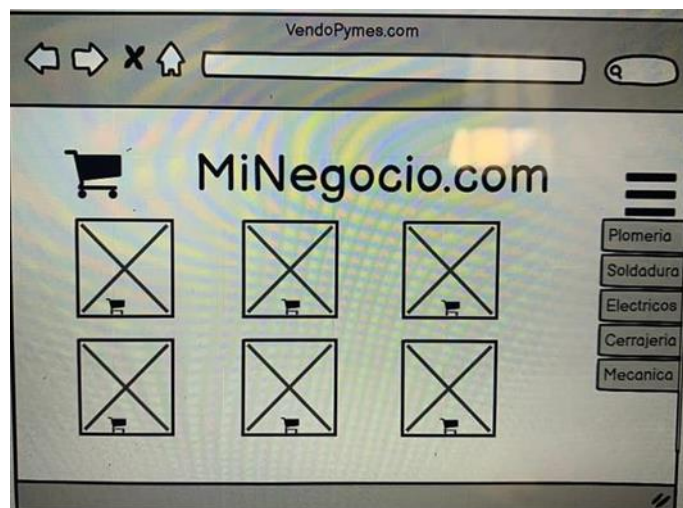 VendoPymes.com
MiNegocio.com
Plomeria
Soldadura
Electricos
Cerrajeria
Mecanica